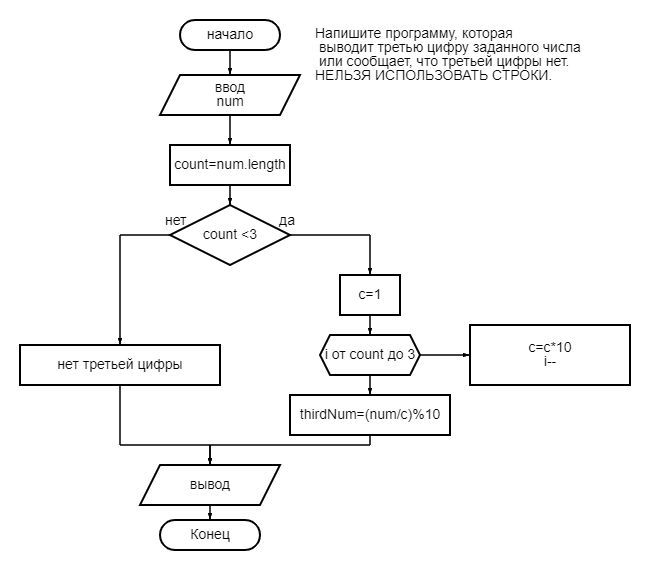 начало
Напишите программу, которая
выводит третью цифру заданного числа
или сообщает, что третьей цифры нет.
НЕЛЬЗЯ ИСПОЛЬЗОВАТЬ СТРОКИ.
ввод
num
count=num.length
нет
да
count <3
c=1
i от count до 3
c=c*10
i--
нет третьей цифры
thirdNum=(num/c)%10
вывод
Конец